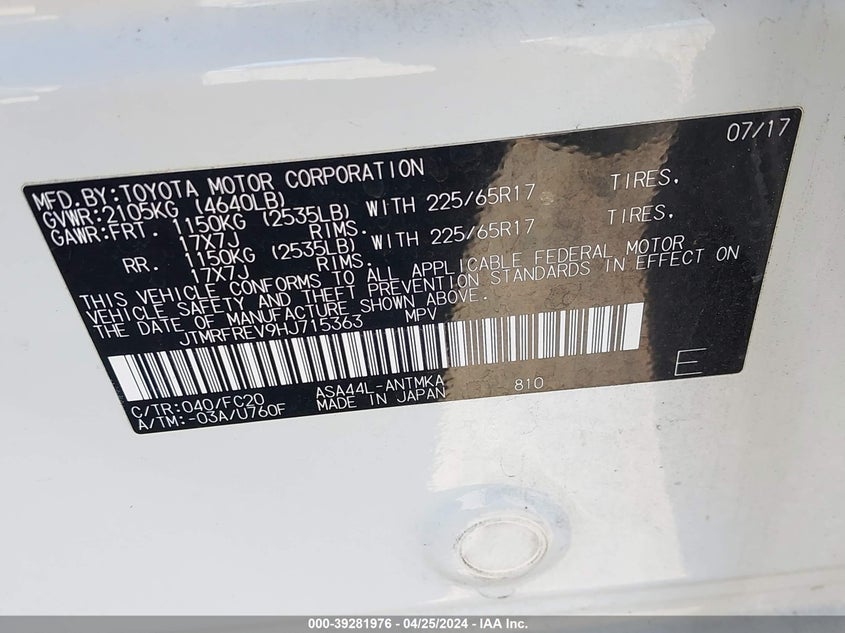 07/17
MFD.BY:TOYOTA MOTOR CORPORATION
GVWR:2105KG (4640LB)
GAWR:FRT. 1150KG (2535LB) WITH 225/65R17 TIRES,
17X7J RIMS.
RR. 1150KG (2535LB) WITH 225/65R17 TIRES,
17X7J RIMS.
THIS VEHICLE CONFORMS TO ALL APPLICABLE FEDERAL MOTOR
VEHICLE SAFETY AND THEFT PREVENTION STANDARDS IN EFFECT ON
THE DATE OF MANUFACTURE SHOWN ABOVE.
JTMRFREV9HJ715363 MPV
C/TR:040/FC20 ASA44L-ANTMKA 810
A/TM:-03A/U760F MADE IN JAPAN E
000-39281976 - 04/25/2024 - IAA Inc.